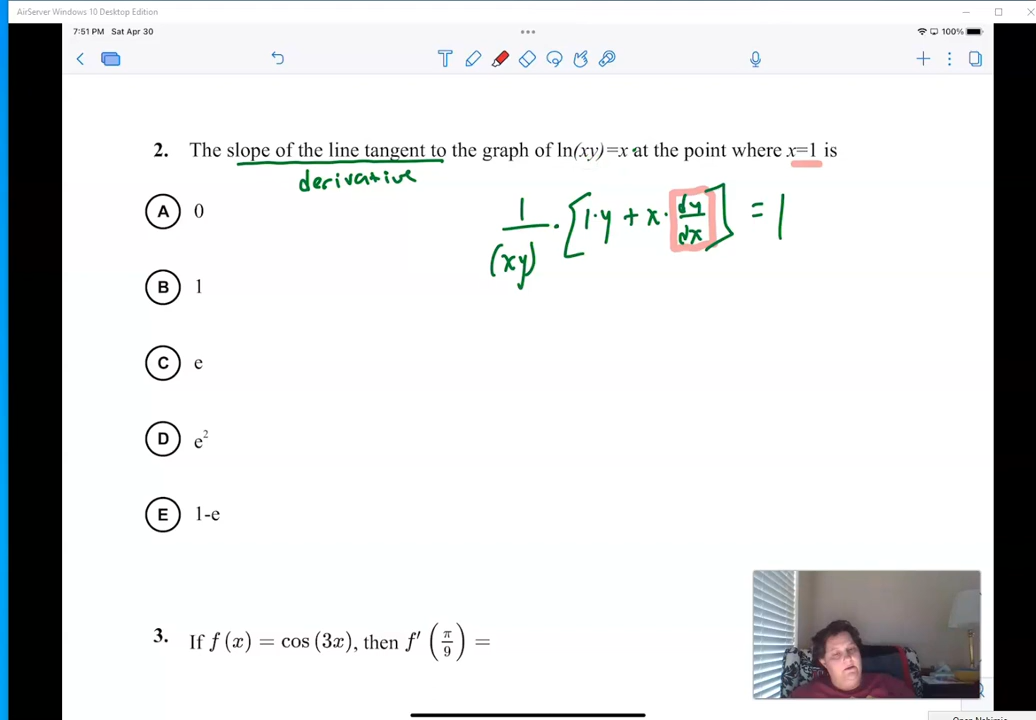 AirServer Windows 10 Desktop Edition
7:51 PM Sat Apr 30
100%
2. The slope of the line tangent to the graph of ln(xy)=x at the point where x=1 is
derivative
1/(xy) · [1·y + x · dy/dx] = 1
A 0
B 1
C e
D e²
E 1-e
3. If f (x) = cos (3x), then f′ (π/9) =